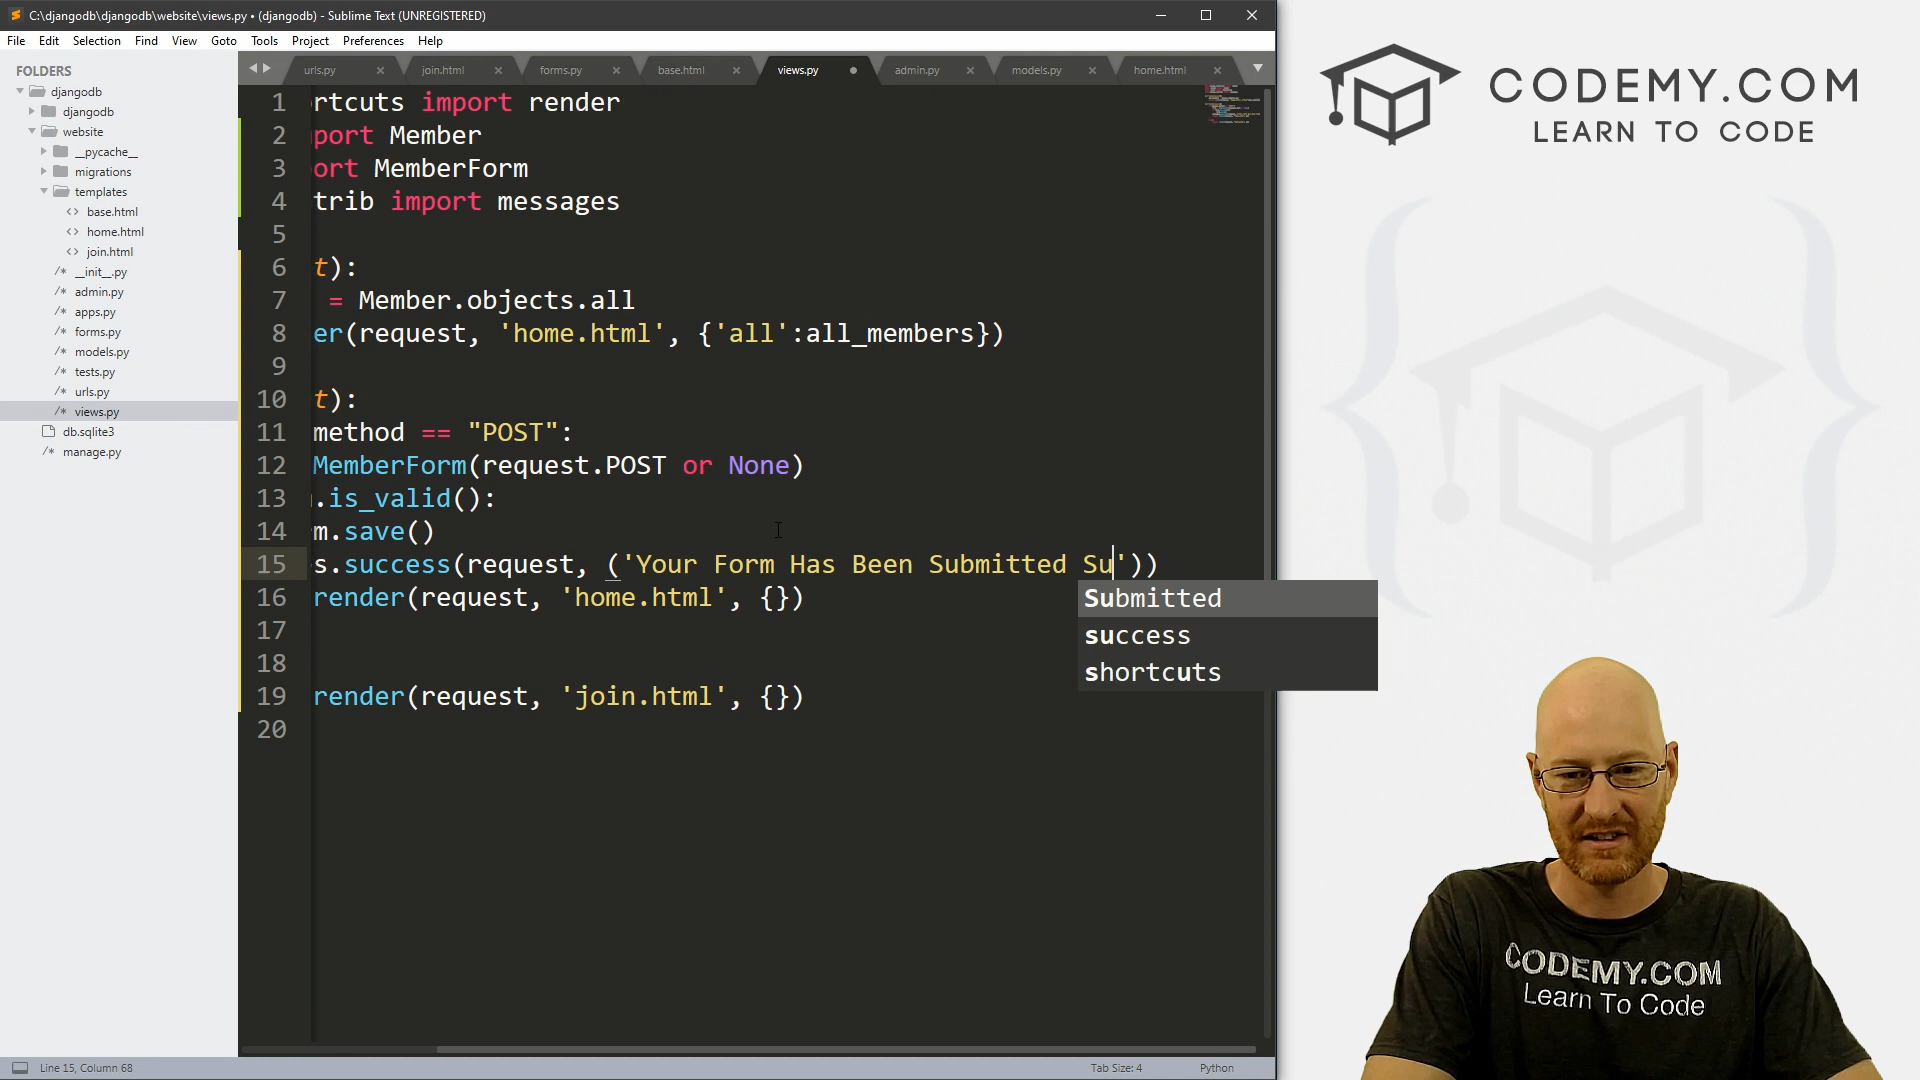 C:\djangodb\djangodb\website\views.py • (djangodb) - Sublime Text (UNREGISTERED)
File Edit Selection Find View Goto Tools Project Preferences Help
FOLDERS
djangodb
djangodb
website
__pycache__
migrations
templates
base.html
home.html
join.html
__init__.py
admin.py
apps.py
forms.py
models.py
tests.py
urls.py
views.py
db.sqlite3
manage.py
urls.py join.html forms.py base.html views.py admin.py models.py home.html
1 rtcuts import render
2 port Member
3 ort MemberForm
4 trib import messages
5
6 t):
7 = Member.objects.all
8 er(request, 'home.html', {'all':all_members})
9
10 t):
11 method == "POST":
12 MemberForm(request.POST or None)
13 .is_valid():
14 m.save()
15 s.success(request, ('Your Form Has Been Submitted Su'))
16 render(request, 'home.html', {})
17
18
19 render(request, 'join.html', {})
20
Submitted
success
shortcuts
Line 15, Column 68
Tab Size: 4
Python
CODEMY.COM
LEARN TO CODE
CODEMY.COM
Learn To Code